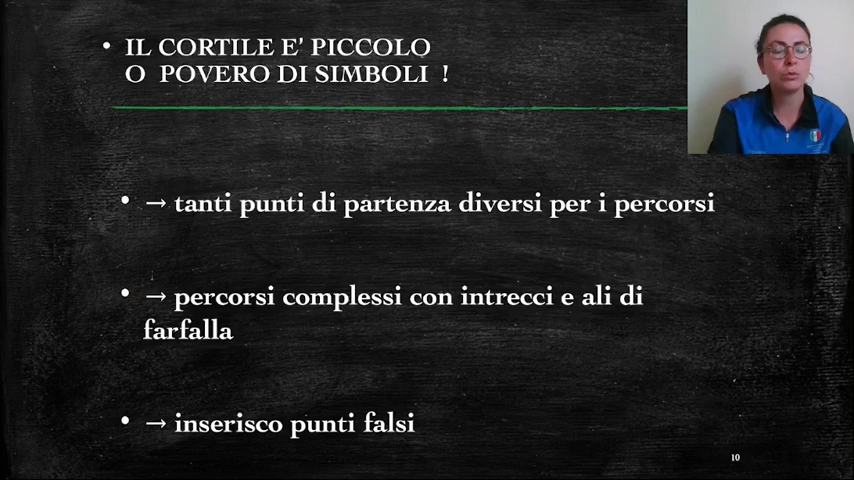 • IL CORTILE E' PICCOLO
O POVERO DI SIMBOLI !
• → tanti punti di partenza diversi per i percorsi
• → percorsi complessi con intrecci e ali di
farfalla
• → inserisco punti falsi
10